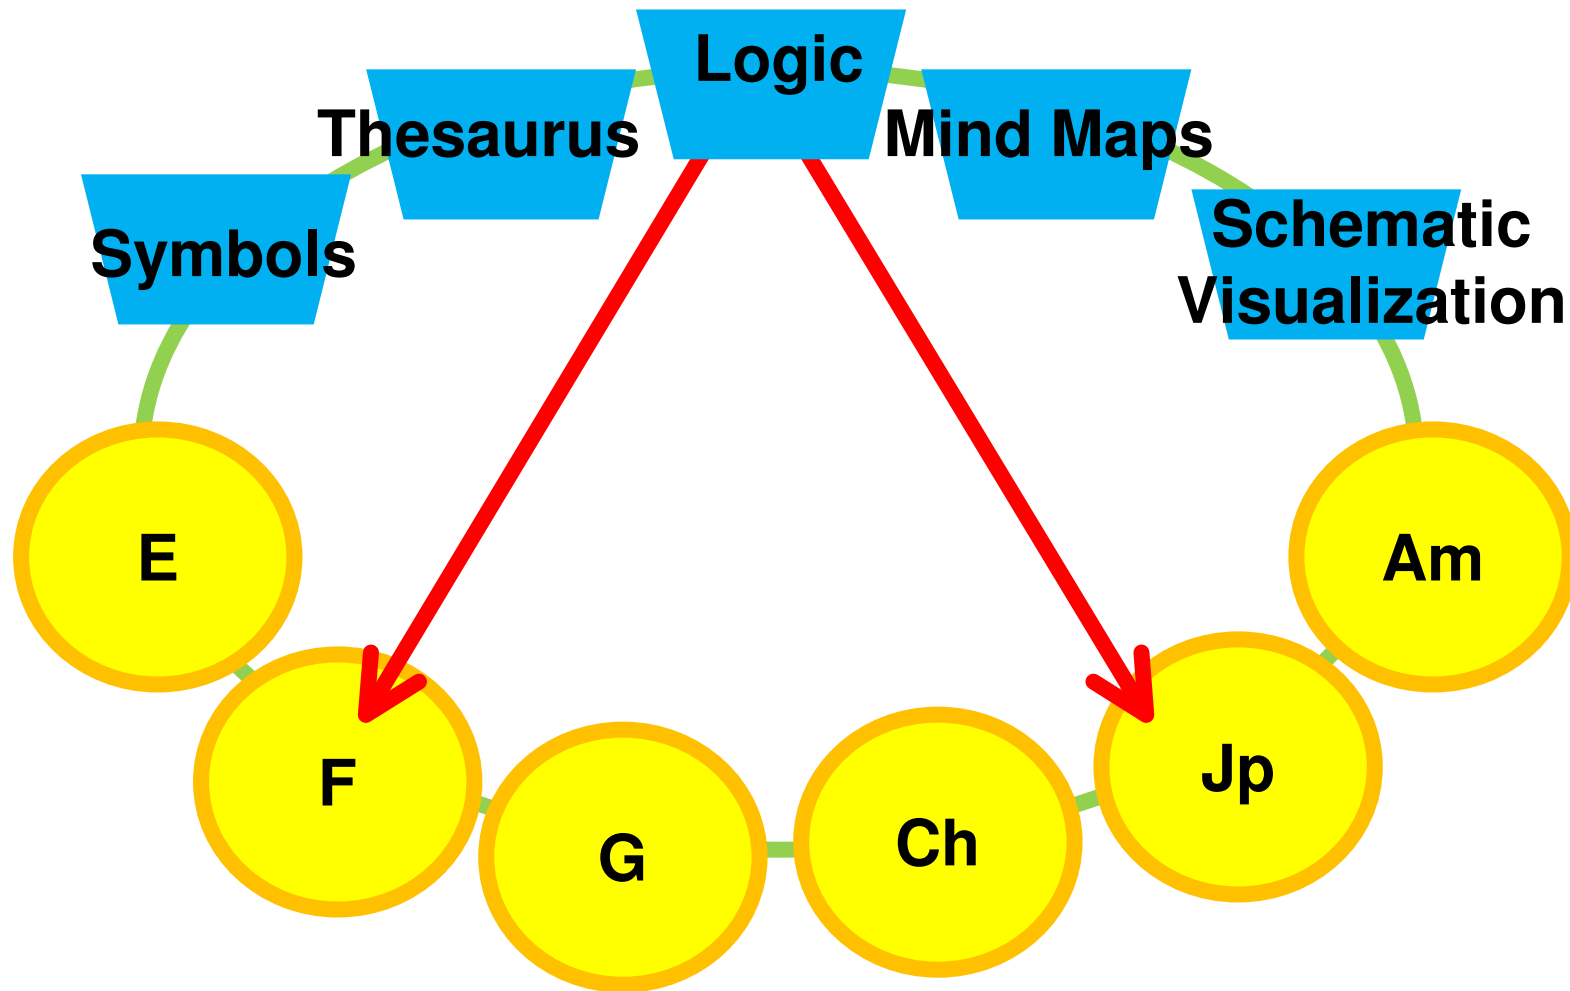 Logic
Thesaurus
Mind Maps
Symbols
Schematic
Visualization
E
Am
F
Jp
G
Ch